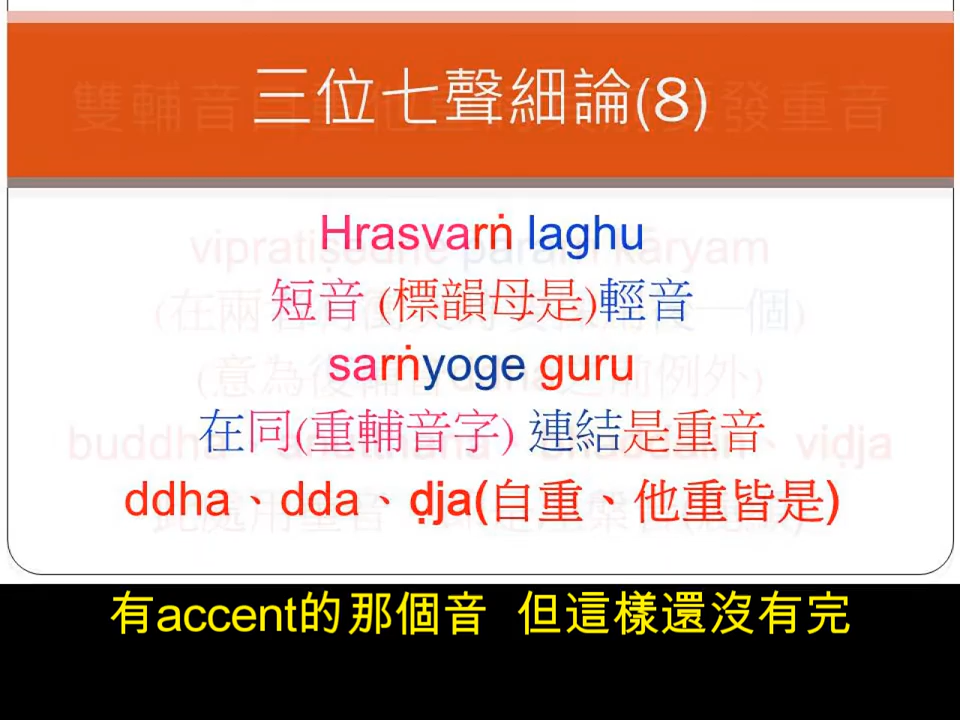 三位七聲細論(8)
Hrasvarṅ laghu
短音 (標韻母是)輕音
sarṅyoge guru
在同(重輔音字) 連結是重音
ddha、dda、ḍja(自重、他重皆是)
有accent的那個音 但這樣還沒有完